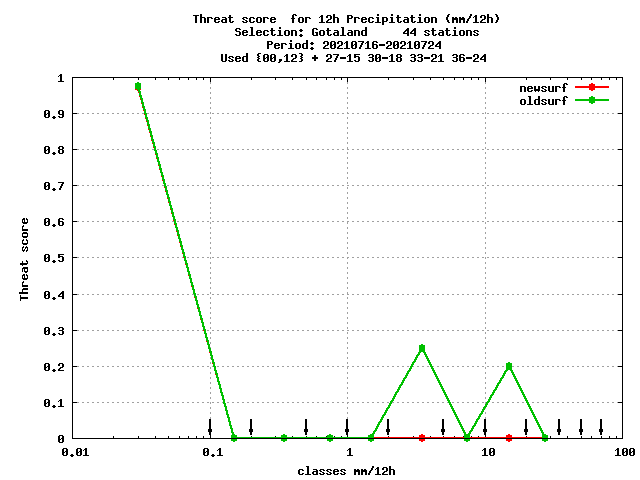 Threat score  for 12h Precipitation (mm/12h)
Selection: Gotaland     44 stations
Period: 20210716-20210724
Used {00,12} + 27-15 30-18 33-21 36-24
newsurf
oldsurf
1
0.9
0.8
0.7
0.6
0.5
0.4
0.3
0.2
0.1
0
Threat score
0.01 0.1 1 10 100
classes mm/12h